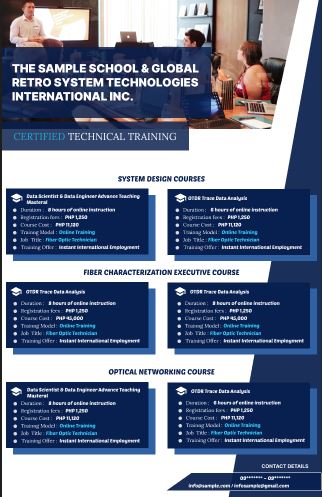 THE SAMPLE SCHOOL & GLOBAL
RETRO SYSTEM TECHNOLOGIES
INTERNATIONAL INC.
CERTIFIED TECHNICAL TRAINING
SYSTEM DESIGN COURSES
Data Scientist & Data Engineer Advance Teaching
Masteral
Duration : 8 hours of online instruction
Registration fees : PHP 1,250
Course Cost : PHP 11,120
Training Model : Online Training
Job Title : Fiber Optic Technician
Training Offer : Instant International Employment
OTDR Trace Data Analysis
Duration : 6 hours of online instruction
Registration fees : PHP 1,250
Course Cost : PHP 11,120
Training Model : Online Training
Job Title : Fiber Optic Technician
Training Offer : Instant International Employment
FIBER CHARACTERIZATION EXECUTIVE COURSE
OTDR Trace Data Analysis
Duration : 8 hours of online instruction
Registration fees : PHP 1,250
Course Cost : PHP 45,000
Training Model : Online Training
Job Title : Fiber Optic Technician
Training Offer : Instant International Employment
OTDR Trace Data Analysis
Duration : 8 hours of online instruction
Registration fees : PHP 1,250
Course Cost : PHP 45,000
Training Model : Online Training
Job Title : Fiber Optic Technician
Training Offer : Instant International Employment
OPTICAL NETWORKING COURSE
Data Scientist & Data Engineer Advance Teaching
Masteral
Duration : 8 hours of online instruction
Registration fees : PHP 1,250
Course Cost : PHP 11,120
Training Model : Online Training
Job Title : Fiber Optic Technician
Training Offer : Instant International Employment
OTDR Trace Data Analysis
Duration : 6 hours of online instruction
Registration fees : PHP 1,250
Course Cost : PHP 11,120
Training Model : Online Training
Job Title : Fiber Optic Technician
Training Offer : Instant International Employment
CONTACT DETAILS
09******* - 09*******
info@sample.com / infosample@gmail.com